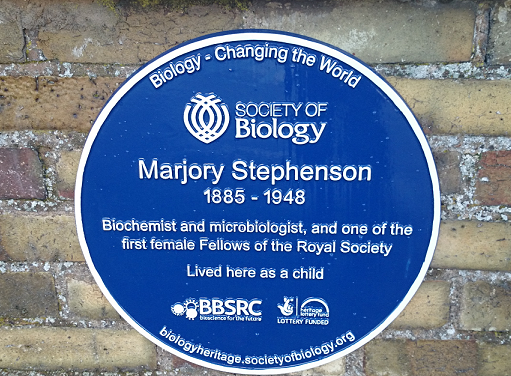 Biology - Changing the World
SOCIETY OF
Biology
Marjory Stephenson
1885 - 1948
Biochemist and microbiologist, and one of the
first female Fellows of the Royal Society
Lived here as a child
BBSRC
bioscience for the future
heritage
lottery fund
LOTTERY FUNDED
biologyheritage.societyofbiology.org